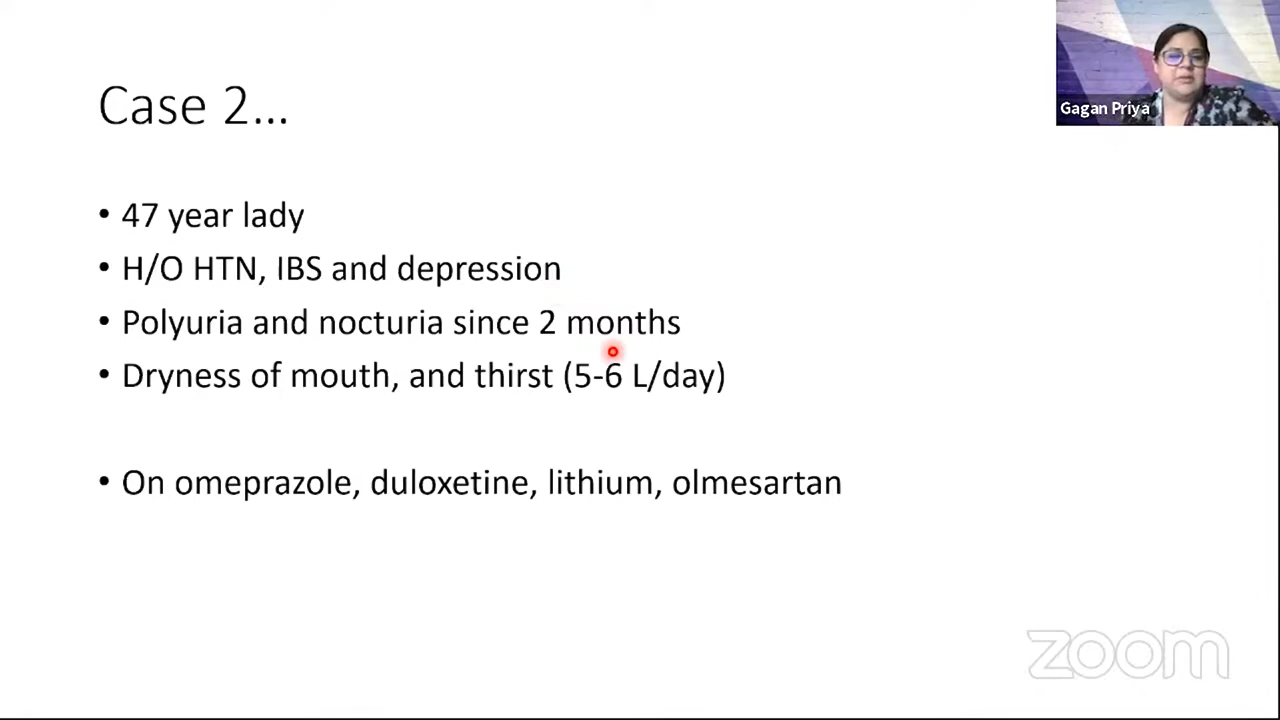 Gagan Priya
Case 2...
• 47 year lady
• H/O HTN, IBS and depression
• Polyuria and nocturia since 2 months
• Dryness of mouth, and thirst (5-6 L/day)
• On omeprazole, duloxetine, lithium, olmesartan
zoom